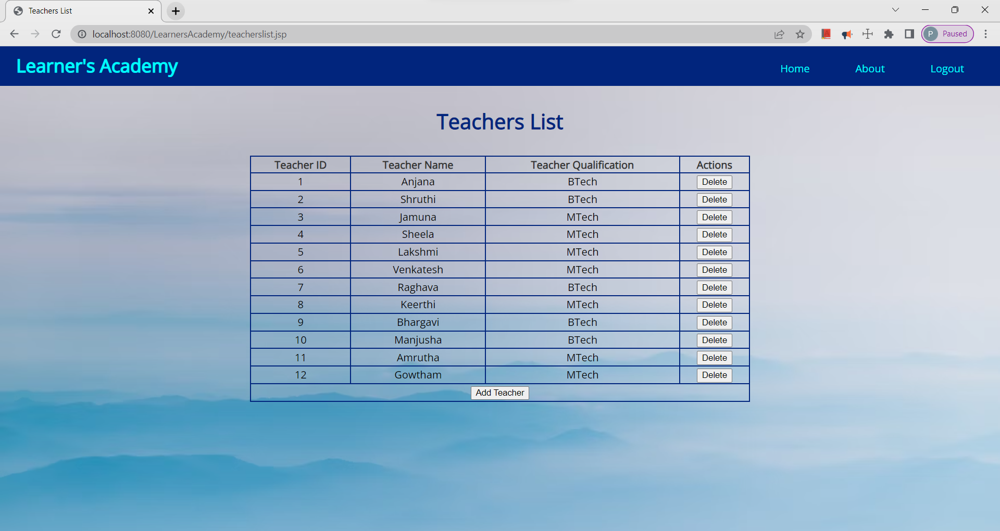 Teachers List
localhost:8080/LearnersAcademy/teacherslist.jsp
P Paused
Learner's Academy Home About Logout
Teachers List
Teacher ID Teacher Name Teacher Qualification Actions
1 Anjana BTech Delete
2 Shruthi BTech Delete
3 Jamuna MTech Delete
4 Sheela MTech Delete
5 Lakshmi MTech Delete
6 Venkatesh MTech Delete
7 Raghava BTech Delete
8 Keerthi MTech Delete
9 Bhargavi BTech Delete
10 Manjusha BTech Delete
11 Amrutha MTech Delete
12 Gowtham MTech Delete
Add Teacher